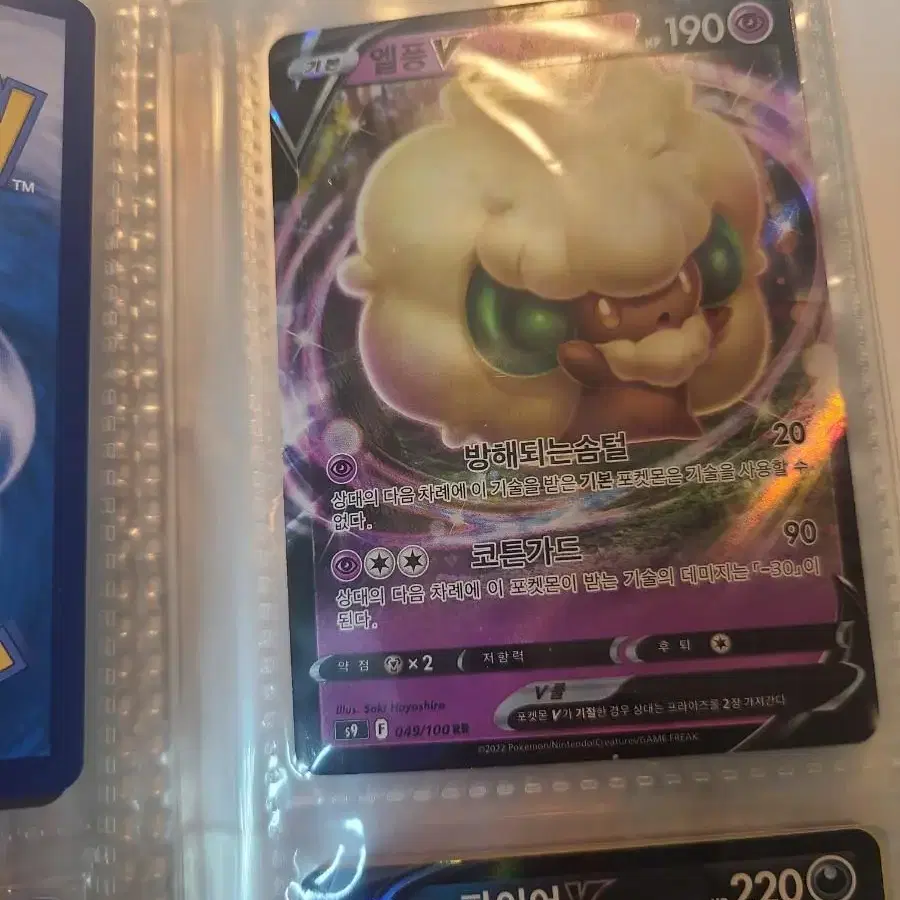 TM
기본 엘풍 V HP 190
방해되는솜털 20
상대의 다음 차례에 이 기술을 받은 기본 포켓몬은 기술을 사용할 수
없다.
코튼가드 90
상대의 다음 차례에 이 포켓몬이 받는 기술의 데미지는 「-30」이
된다.
약점 ×2 저항력 후퇴
V룰
포켓몬 V가 기절한 경우 상대는 프라이즈를 2장 가져간다
Illus. Saki Hayashiro
s9 F 049/100 RR
©2022 Pokémon/Nintendo/Creatures/GAME FREAK.
V HP 220